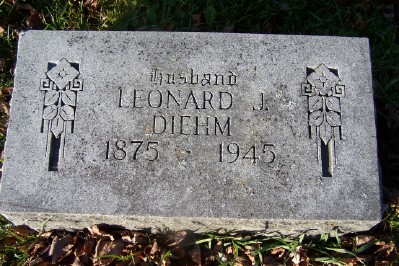 Husband
LEONARD J.
DIEHM
1875 1945